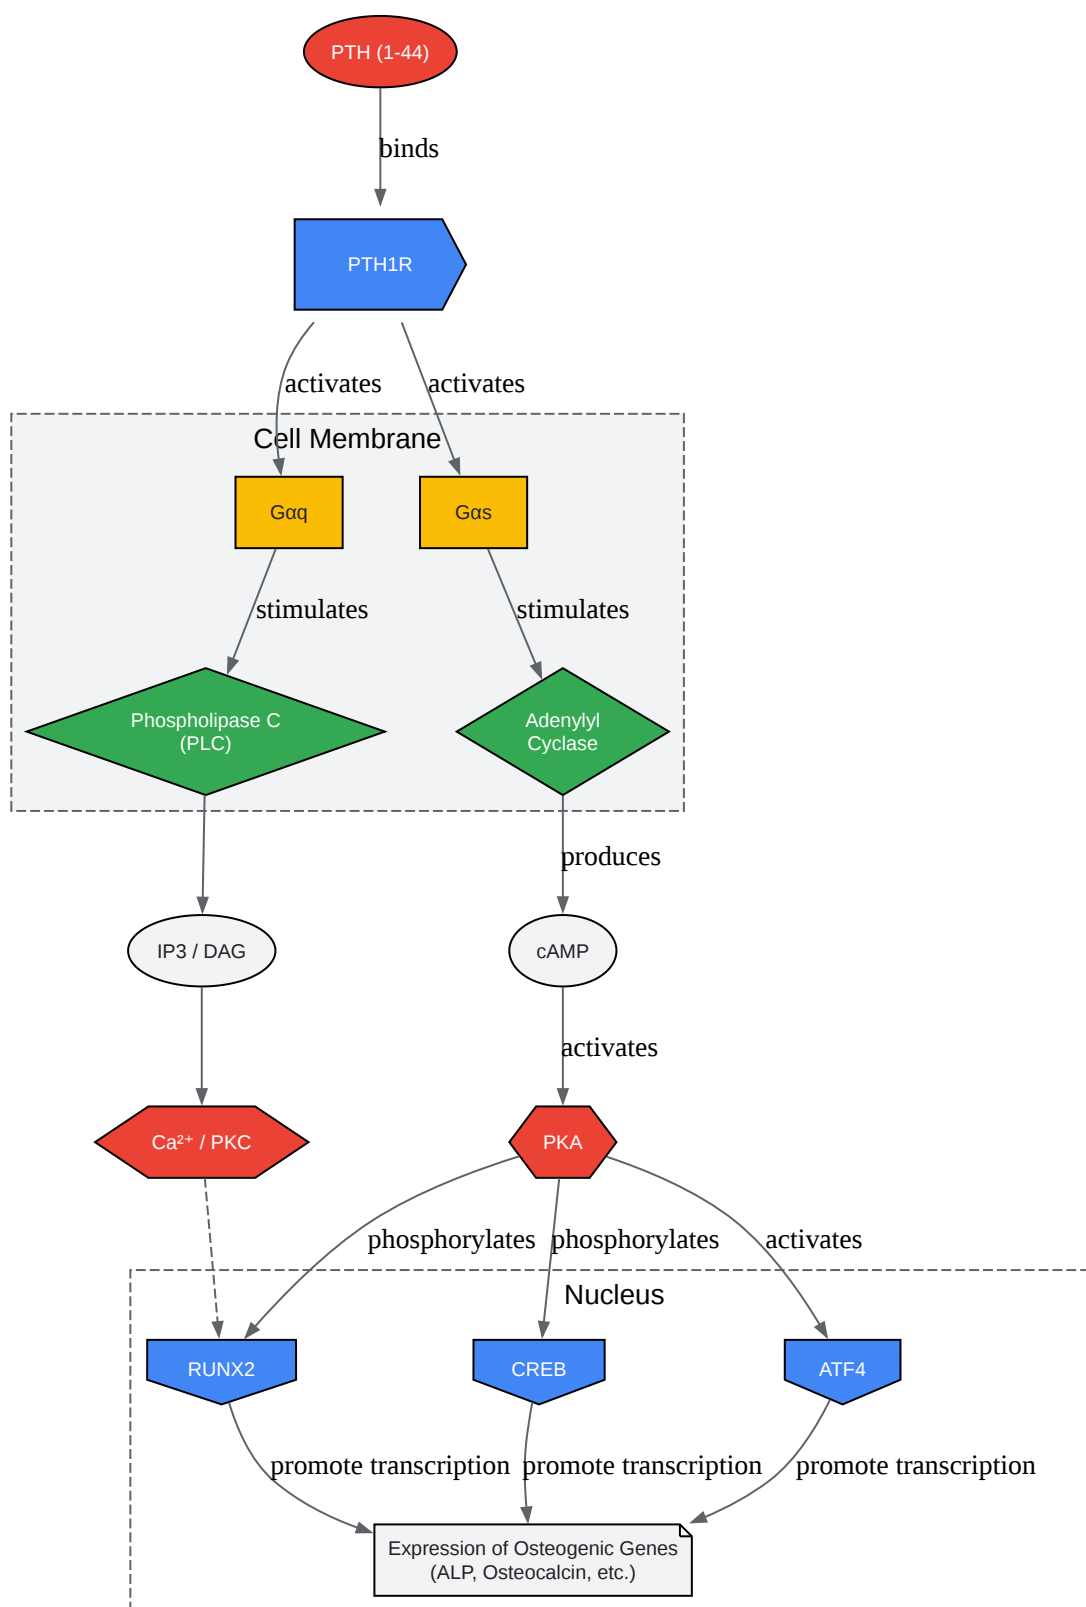 PTH (1-44)
binds
PTH1R
activates
activates
Cell Membrane
Gαq
Gαs
stimulates
stimulates
Phospholipase C
(PLC)
Adenylyl
Cyclase
produces
IP3 / DAG
cAMP
activates
Ca²⁺ / PKC
PKA
phosphorylates
phosphorylates
activates
Nucleus
RUNX2
CREB
ATF4
promote transcription
promote transcription
promote transcription
Expression of Osteogenic Genes
(ALP, Osteocalcin, etc.)